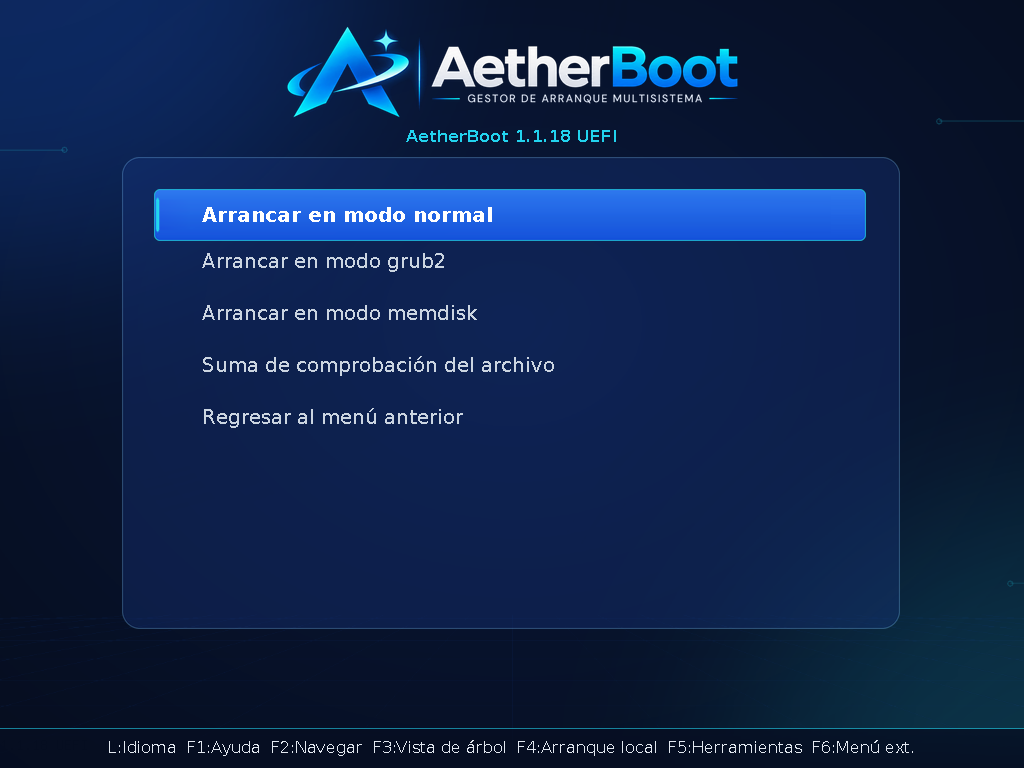 AetherBoot
GESTOR DE ARRANQUE MULTISISTEMA
AetherBoot 1.1.18 UEFI
Arrancar en modo normal
Arrancar en modo grub2
Arrancar en modo memdisk
Suma de comprobación del archivo
Regresar al menú anterior
L:Idioma F1:Ayuda F2:Navegar F3:Vista de árbol F4:Arranque local F5:Herramientas F6:Menú ext.